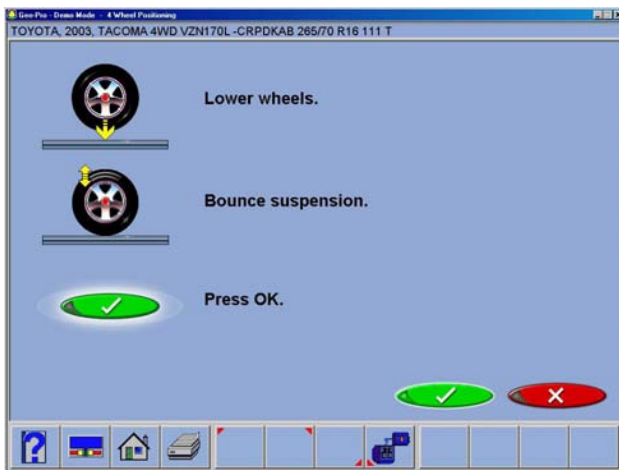 Geo-Pro - Demo Mode - 4 Wheel Positioning
TOYOTA, 2003, TACOMA 4WD VZN170L -CRPDKAB 265/70 R16 111 T
Lower wheels.
Bounce suspension.
Press OK.